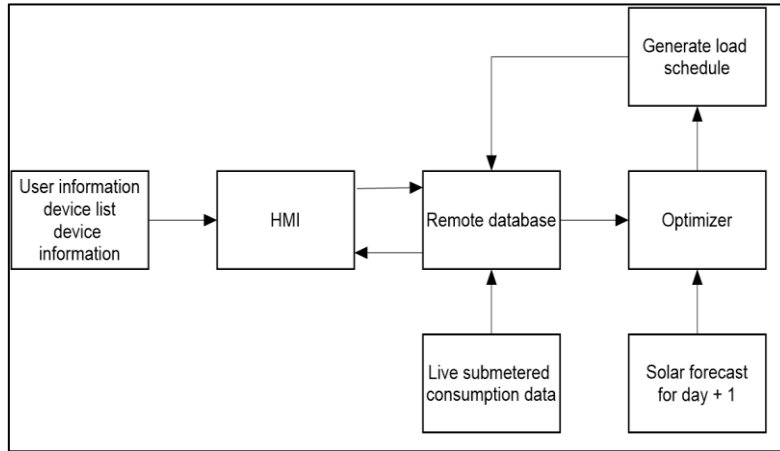 Generate load
schedule
User information
device list
device
information
HMI
Remote database
Optimizer
Live submetered
consumption data
Solar forecast
for day + 1